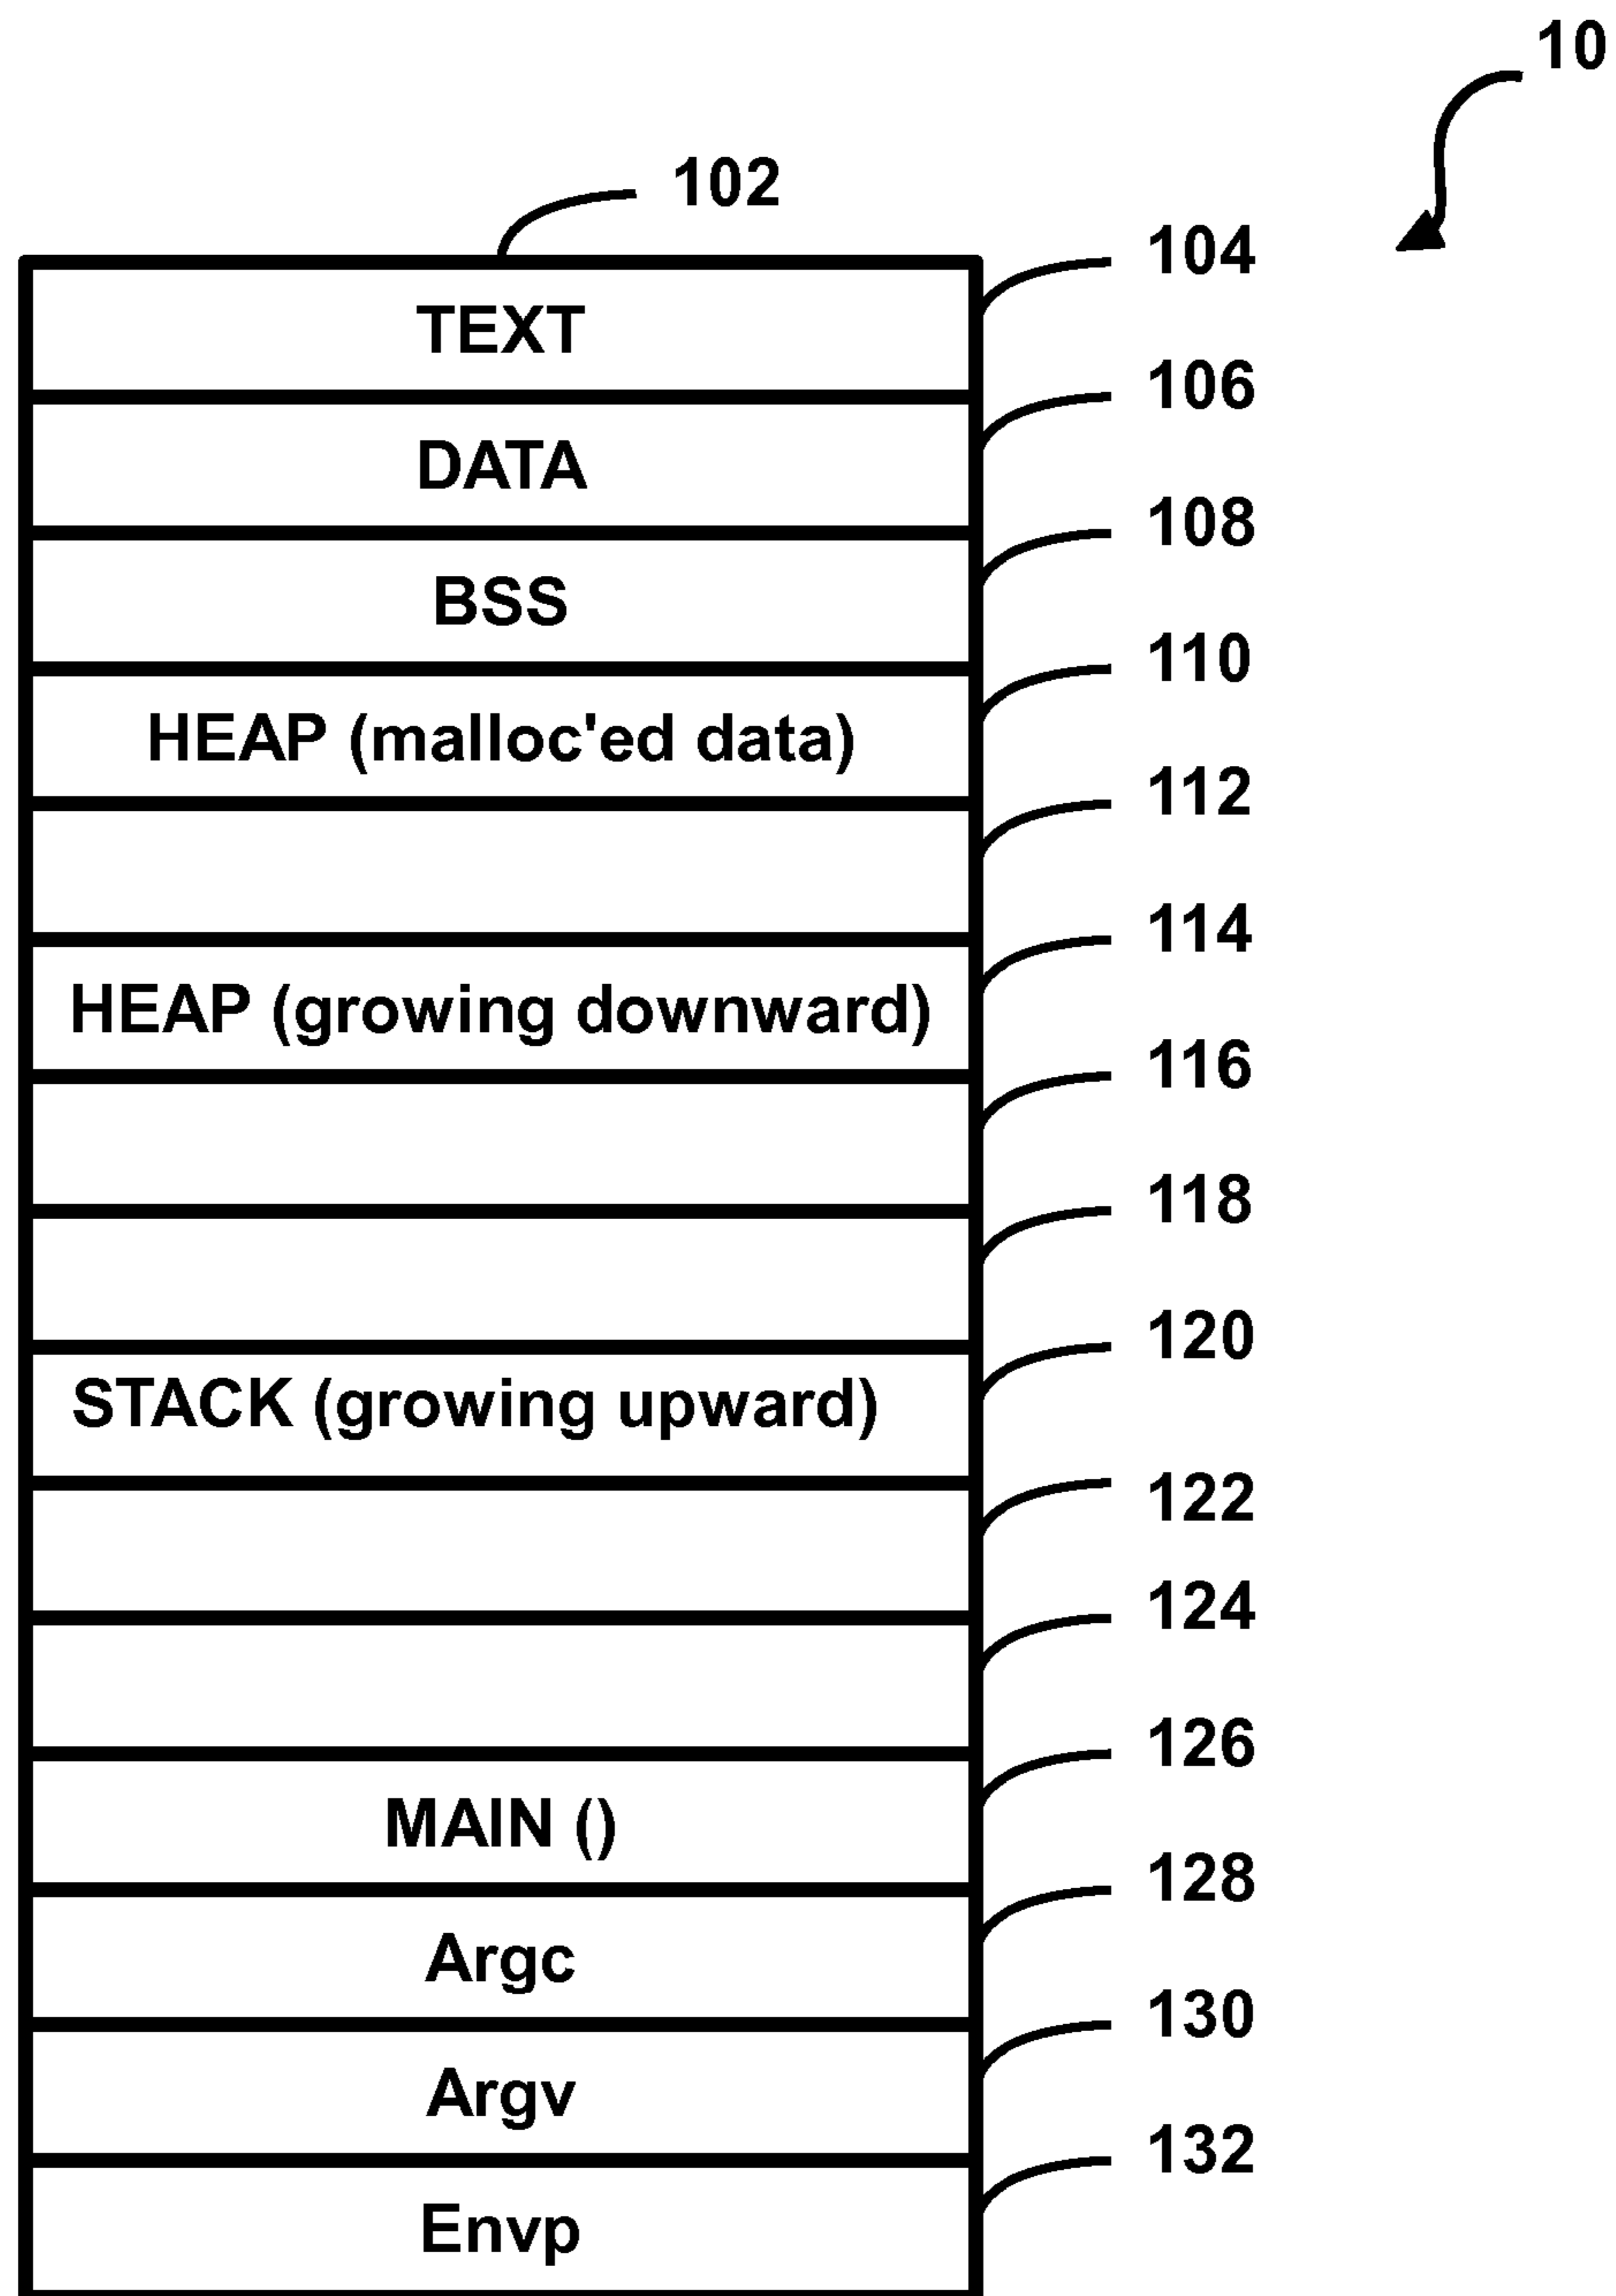 10
102
104
TEXT
106
DATA
108
BSS
110
HEAP (malloc'ed data)
112
114
HEAP (growing downward)
116
118
120
STACK (growing upward)
122
124
126
MAIN ()
128
Argc
130
Argv
132
Envp